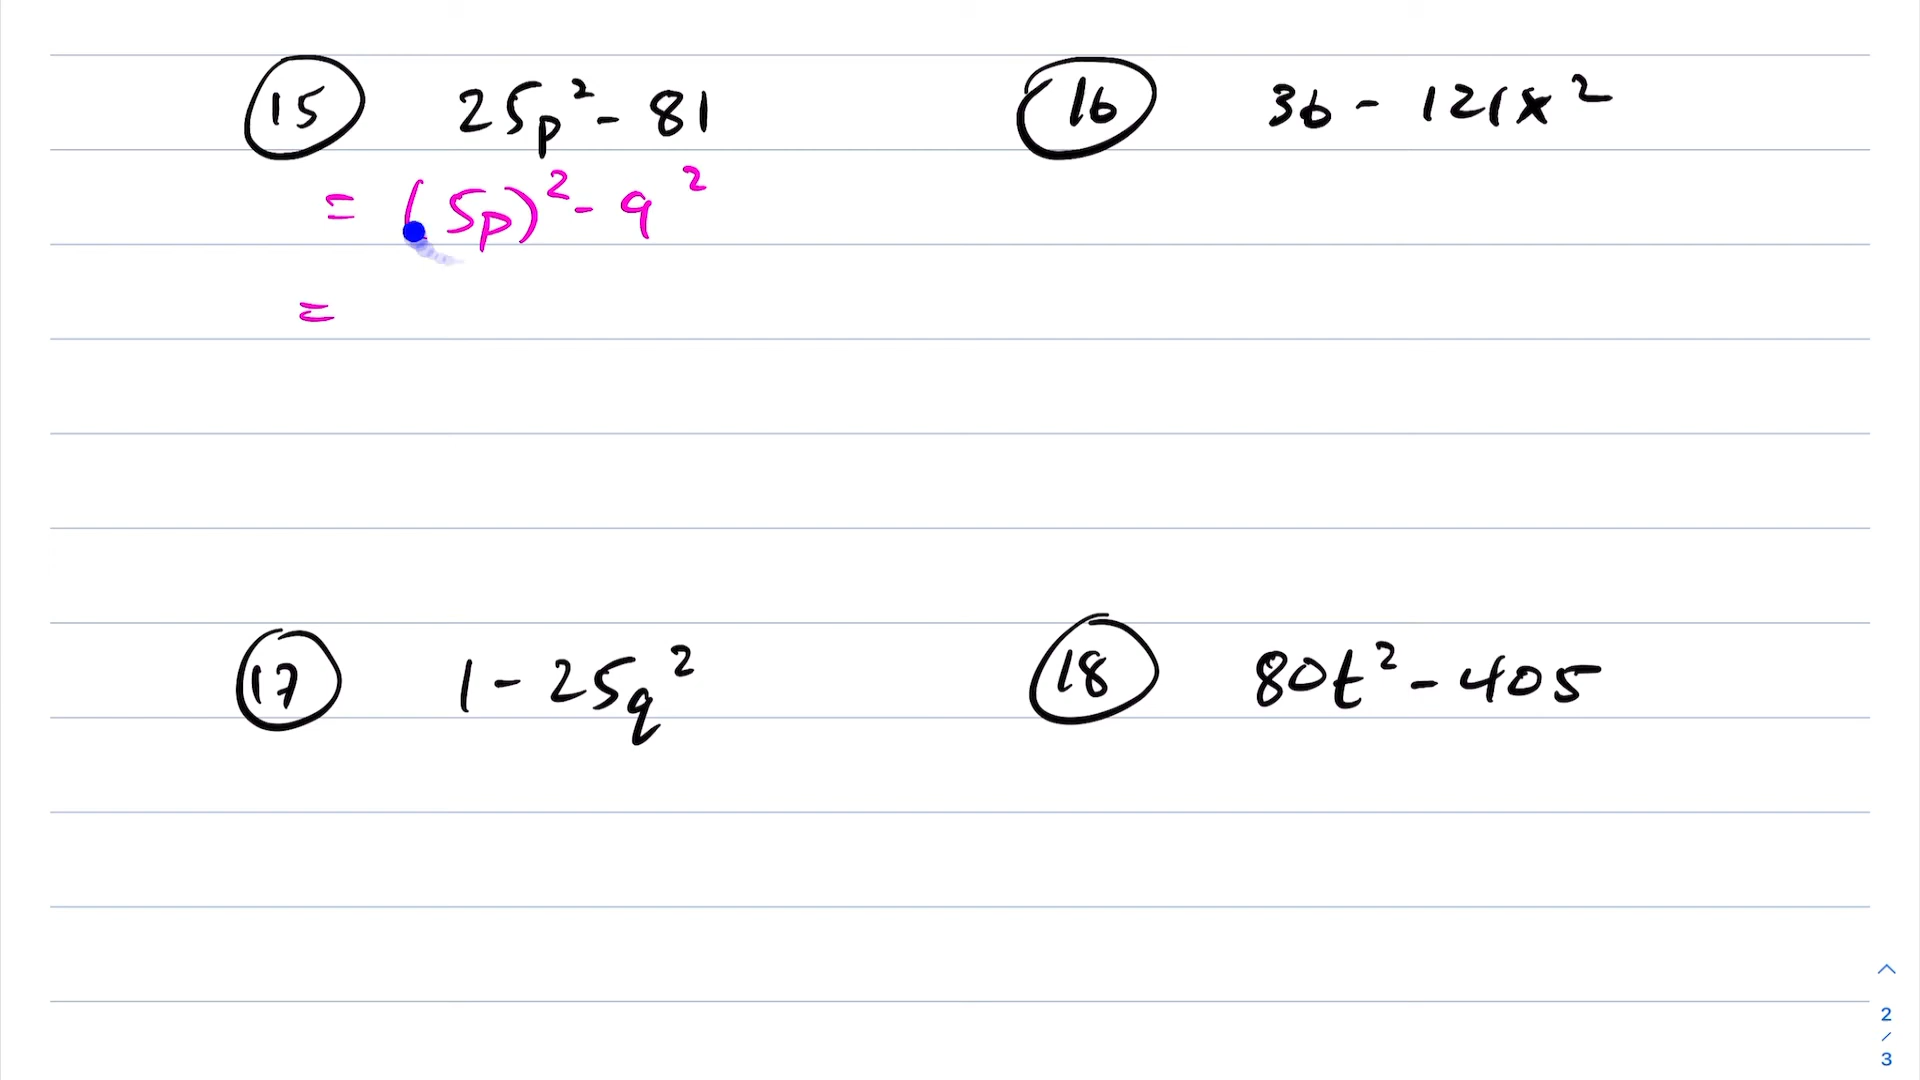 15 25p² - 81
= (5p)² - 9²
=
16 36 - 121x²
17 1 - 25q²
18 80t² - 405
2
/
3